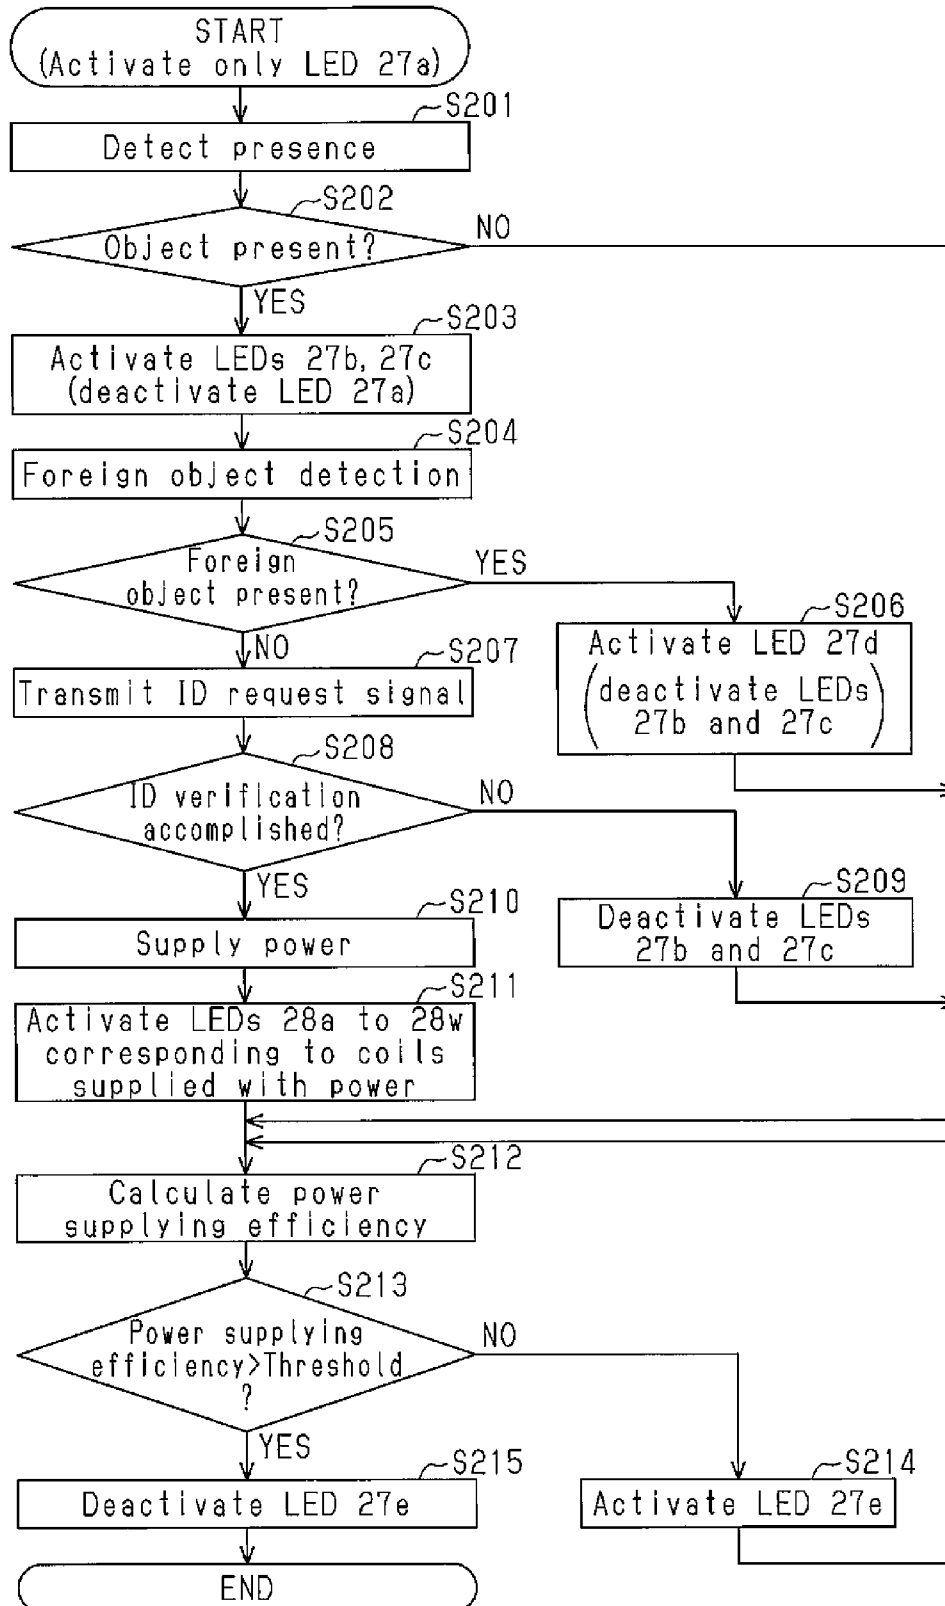 START
(Activate only LED 27a)
S201
Detect presence
S202
Object present?
NO
YES
S203
Activate LEDs 27b, 27c
(deactivate LED 27a)
S204
Foreign object detection
S205
Foreign
object present?
YES
NO
S206
Activate LED 27d
(deactivate LEDs
27b and 27c)
S207
Transmit ID request signal
S208
ID verification
accomplished?
NO
YES
S209
Deactivate LEDs
27b and 27c
S210
Supply power
S211
Activate LEDs 28a to 28w
corresponding to coils
supplied with power
S212
Calculate power
supplying efficiency
S213
Power supplying
efficiency>Threshold
?
NO
YES
S214
Activate LED 27e
S215
Deactivate LED 27e
END